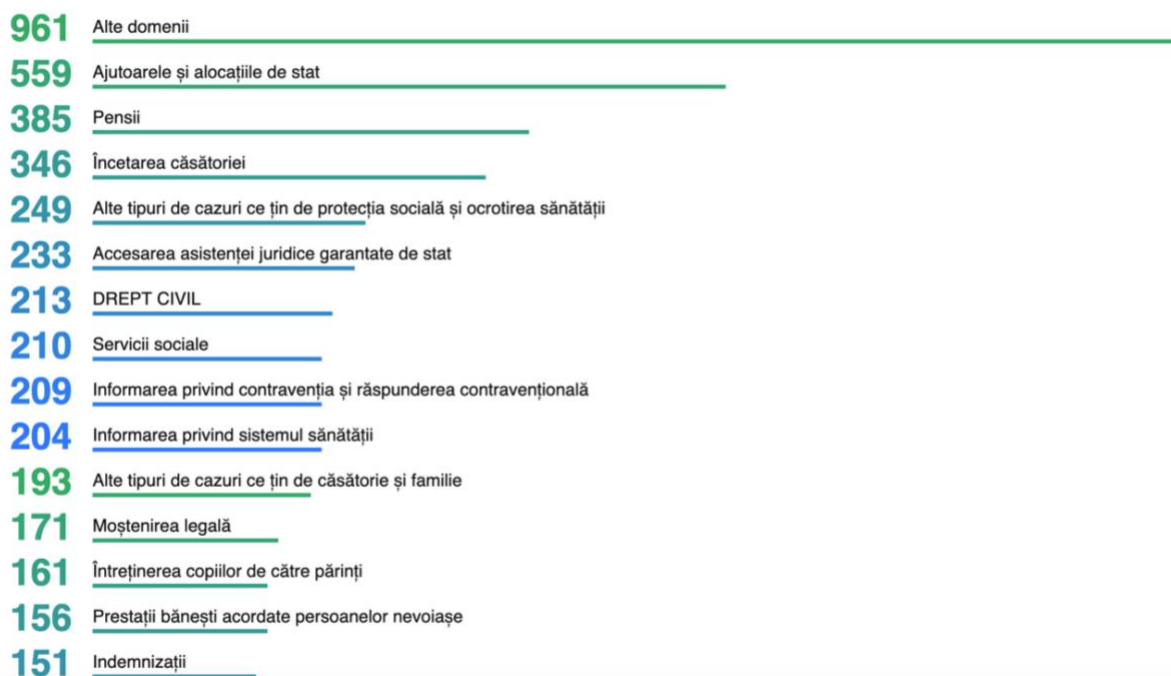 961 Alte domenii
559 Ajutoarele și alocațiile de stat
385 Pensii
346 Încetarea căsătoriei
249 Alte tipuri de cazuri ce țin de protecția socială și ocrotirea sănătății
233 Accesarea asistenței juridice garantate de stat
213 DREPT CIVIL
210 Servicii sociale
209 Informarea privind contravenția și răspunderea contravențională
204 Informarea privind sistemul sănătății
193 Alte tipuri de cazuri ce țin de căsătorie și familie
171 Moștenirea legală
161 Întreținerea copiilor de către părinți
156 Prestații bănești acordate persoanelor nevoiașe
151 Indemnizații